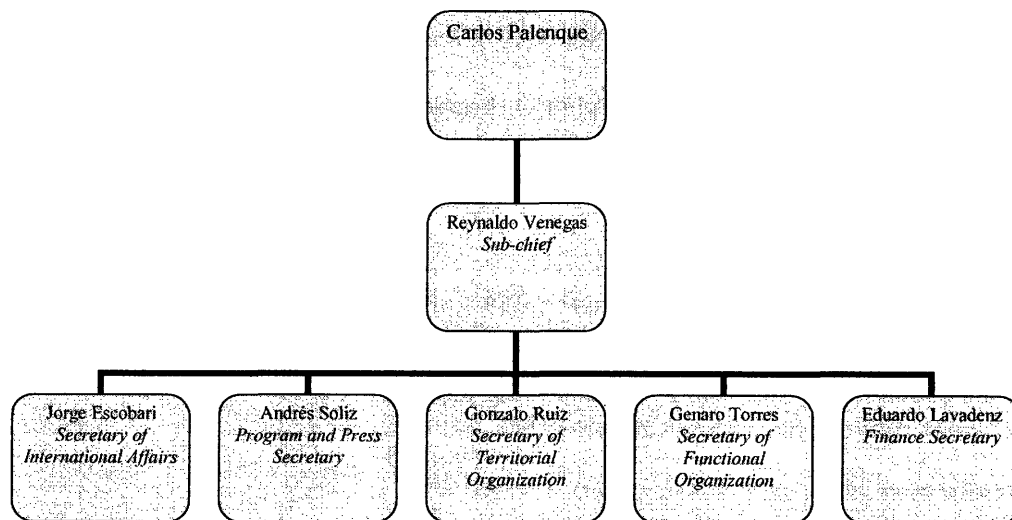 Carlos Palenque
Reynaldo Venegas
Sub-chief
Jorge Escobari
Secretary of
International Affairs
Andrés Soliz
Program and Press
Secretary
Gonzalo Ruiz
Secretary of
Territorial
Organization
Genaro Torres
Secretary of
Functional
Organization
Eduardo Lavadenz
Finance Secretary